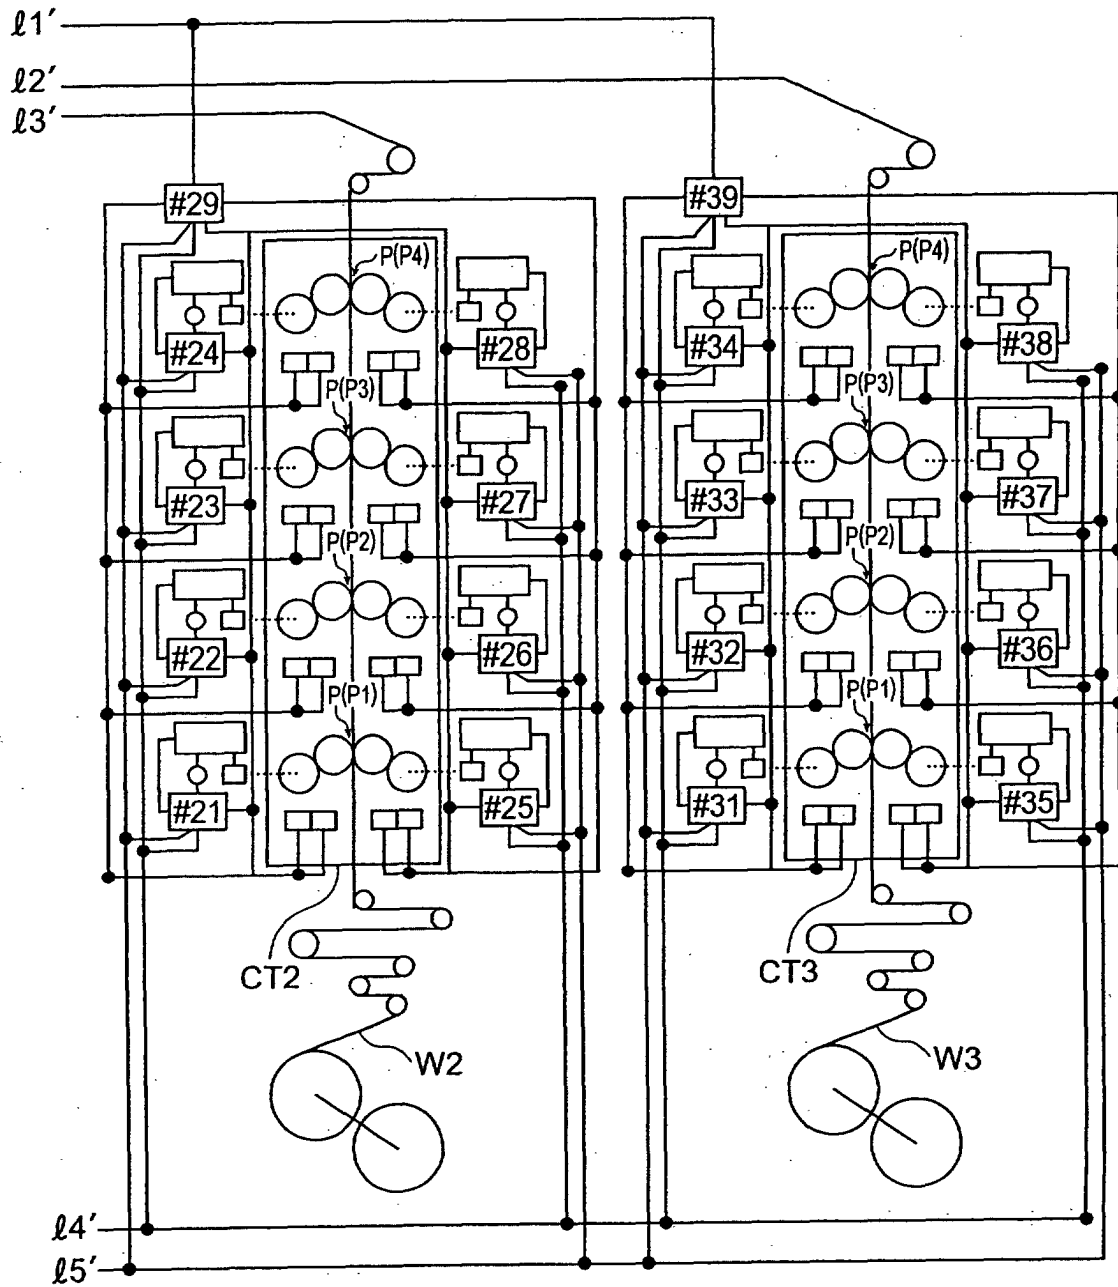 ℓ1′
ℓ2′
ℓ3′
#29 #39
P(P4) P(P4)
#24 #28 #34 #38
P(P3) P(P3)
#23 #27 #33 #37
P(P2) P(P2)
#22 #26 #32 #36
P(P1) P(P1)
#21 #25 #31 #35
CT2 CT3
W2 W3
ℓ4′
ℓ5′